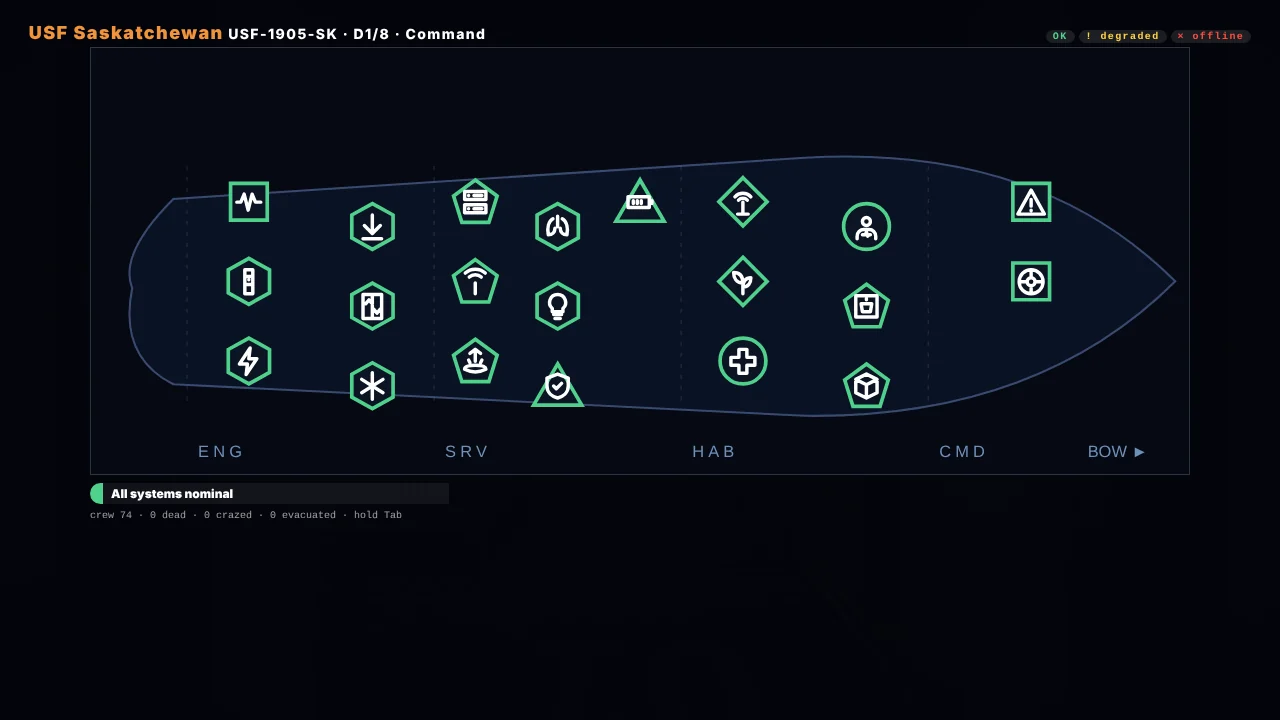 USF Saskatchewan USF-1905-SK · D1/8 · Command
OK ! degraded × offline
ENG SRV HAB CMD BOW ►
All systems nominal
crew 74 · 0 dead · 0 crazed · 0 evacuated · hold Tab